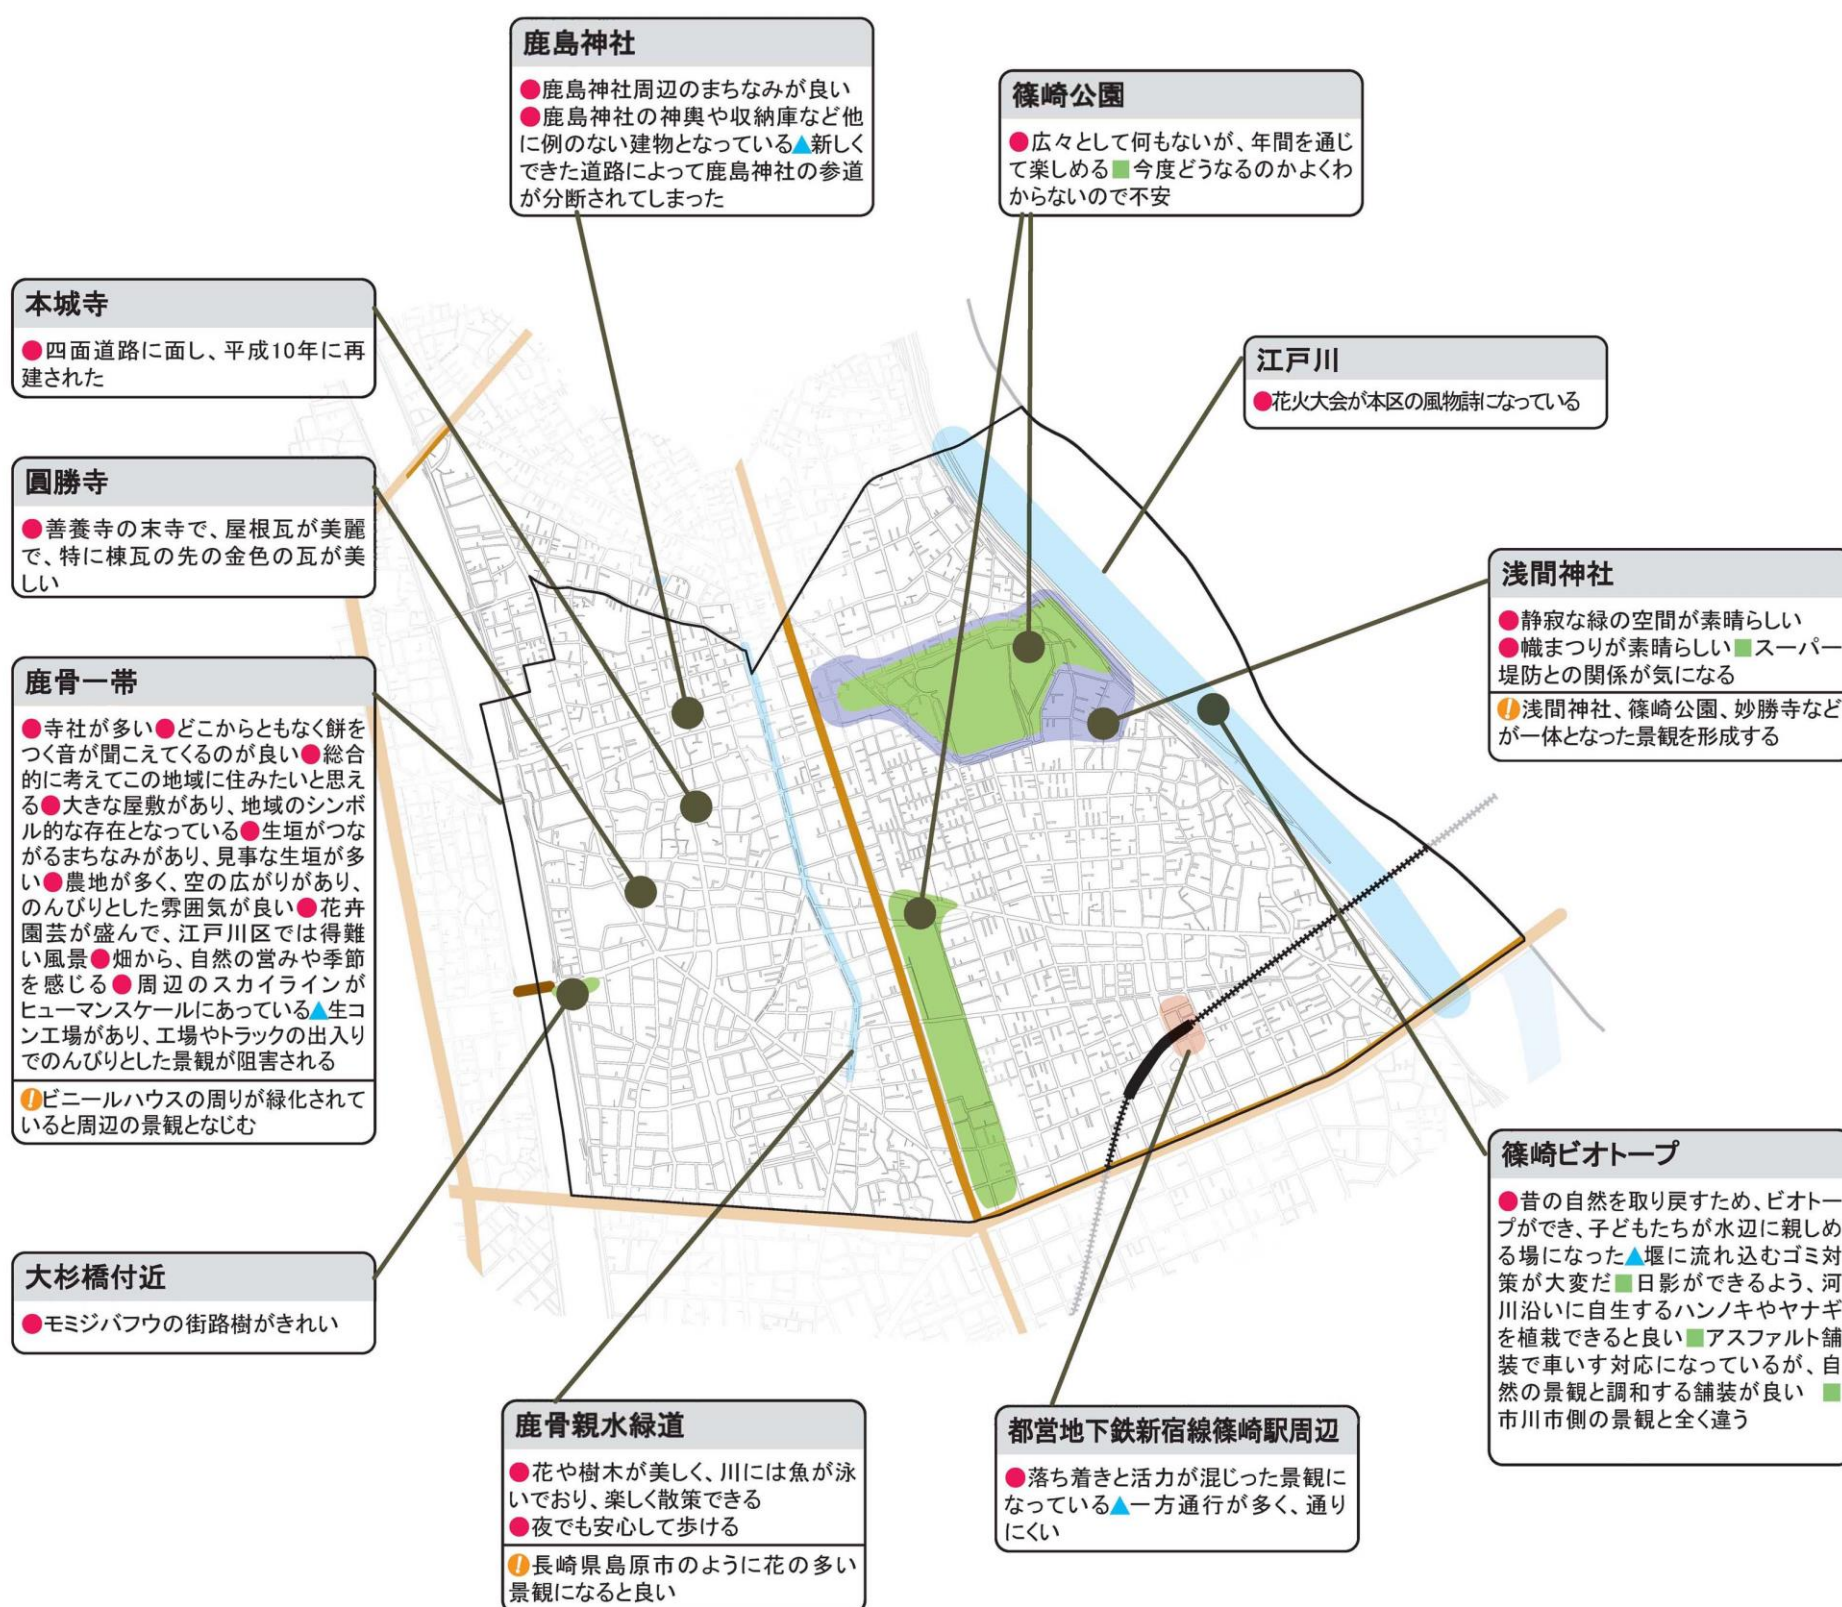 鹿島神社
●鹿島神社周辺のまちなみが良い
●鹿島神社の神輿や収納庫など他
に例のない建物となっている▲新しく
できた道路によって鹿島神社の参道
が分断されてしまった
篠崎公園
●広々として何もないが、年間を通じ
て楽しめる■今度どうなるのかよくわ
からないので不安
本城寺
●四面道路に面し、平成10年に再
建された
江戸川
●花火大会が本区の風物詩になっている
圓勝寺
●善養寺の末寺で、屋根瓦が美麗
で、特に棟瓦の先の金色の瓦が美
しい
浅間神社
●静寂な緑の空間が素晴らしい
●幟まつりが素晴らしい■スーパー
堤防との関係が気になる
!浅間神社、篠崎公園、妙勝寺など
が一体となった景観を形成する
鹿骨一帯
●寺社が多い●どこからともなく餅を
つく音が聞こえてくるのが良い●総合
的に考えてこの地域に住みたいと思え
る●大きな屋敷があり、地域のシンボ
ル的な存在となっている●生垣がつな
がるまちなみがあり、見事な生垣が多
い●農地が多く、空の広がりがあり、
のんびりとした雰囲気が良い●花卉
園芸が盛んで、江戸川区では得難
い風景●畑から、自然の営みや季節
を感じる●周辺のスカイラインが
ヒューマンスケールにあっている▲生コ
ン工場があり、工場やトラックの出入り
でのんびりとした景観が阻害される
!ビニールハウスの周りが緑化されて
いると周辺の景観となじむ
篠崎ビオトープ
●昔の自然を取り戻すため、ビオトー
プができ、子どもたちが水辺に親しめ
る場になった▲堰に流れ込むゴミ対
策が大変だ■日影ができるよう、河
川沿いに自生するハンノキやヤナギ
を植栽できると良い■アスファルト舗
装で車いす対応になっているが、自
然の景観と調和する舗装が良い ■
市川市側の景観と全く違う
大杉橋付近
●モミジバフウの街路樹がきれい
鹿骨親水緑道
●花や樹木が美しく、川には魚が泳
いでおり、楽しく散策できる
●夜でも安心して歩ける
!長崎県島原市のように花の多い
景観になると良い
都営地下鉄新宿線篠崎駅周辺
●落ち着きと活力が混じった景観に
なっている▲一方通行が多く、通り
にくい